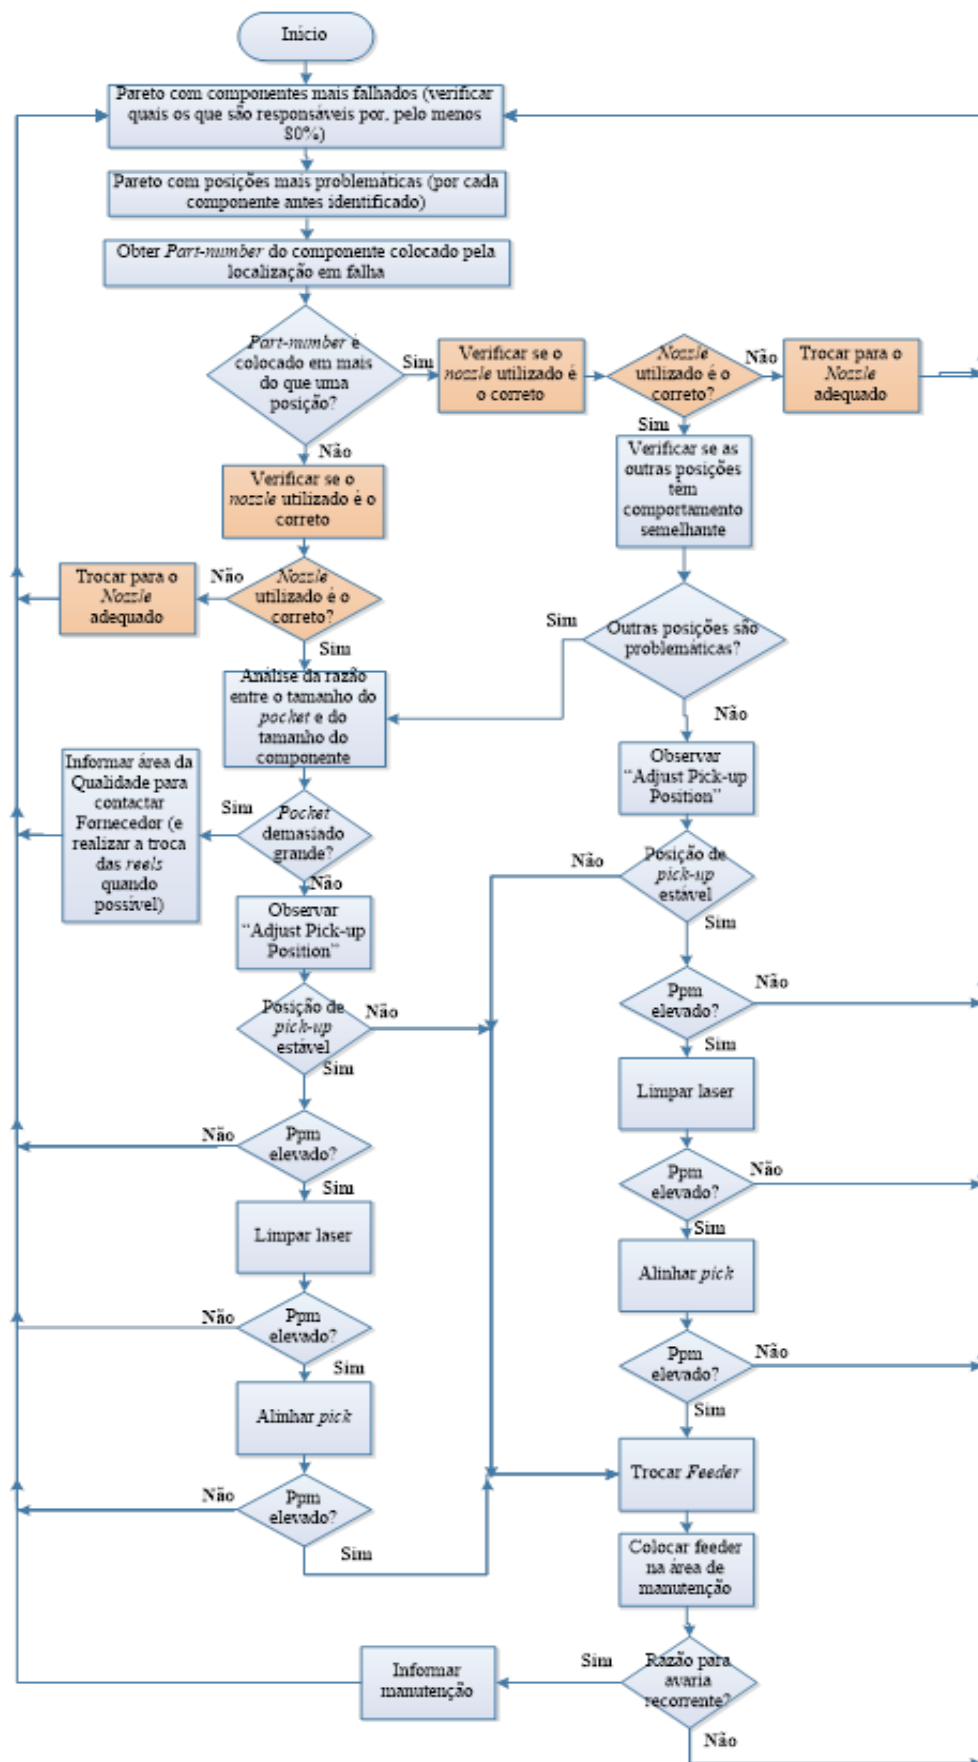 Início
Pareto com componentes mais falhados (verificar
quais os que são responsáveis por, pelo menos
80%)
Pareto com posições mais problemáticas (por cada
componente antes identificado)
Obter Part-number do componente colocado pela
localização em falha
Part-number é
colocado em mais
do que uma
posição?
Sim
Verificar se o
nozzle utilizado é
o correto
Nozzle
utilizado é o
correto?
Não
Trocar para o
Nozzle
adequado
Sim
Não
Verificar se o
nozzle utilizado é o
correto
Verificar se as
outras posições
têm
comportamento
semelhante
Trocar para o
Nozzle
adequado
Não
Nozzle
utilizado é o
correto?
Sim
Sim
Outras posições são
problemáticas?
Não
Análise da razão
entre o tamanho do
pocket e do
tamanho do
componente
Informar área da
Qualidade para
contactar
Fornecedor (e
realizar a troca
das reels
quando
possível)
Sim
Pocket
demasiado
grande?
Não
Observar
“Adjust Pick-up
Position”
Observar
“Adjust Pick-up
Position”
Não
Posição de
pick-up
estável
Sim
Posição de
pick-up
estável
Não
Sim
Ppm
elevado?
Não
Sim
Limpar laser
Não
Ppm
elevado?
Sim
Ppm
elevado?
Não
Sim
Limpar laser
Alinhar pick
Não
Ppm
elevado?
Sim
Ppm
elevado?
Não
Sim
Alinhar pick
Trocar Feeder
Não
Ppm
elevado?
Sim
Colocar feeder
na área de
manutenção
Informar
manutenção
Sim
Razão para
avaria
recorrente?
Não